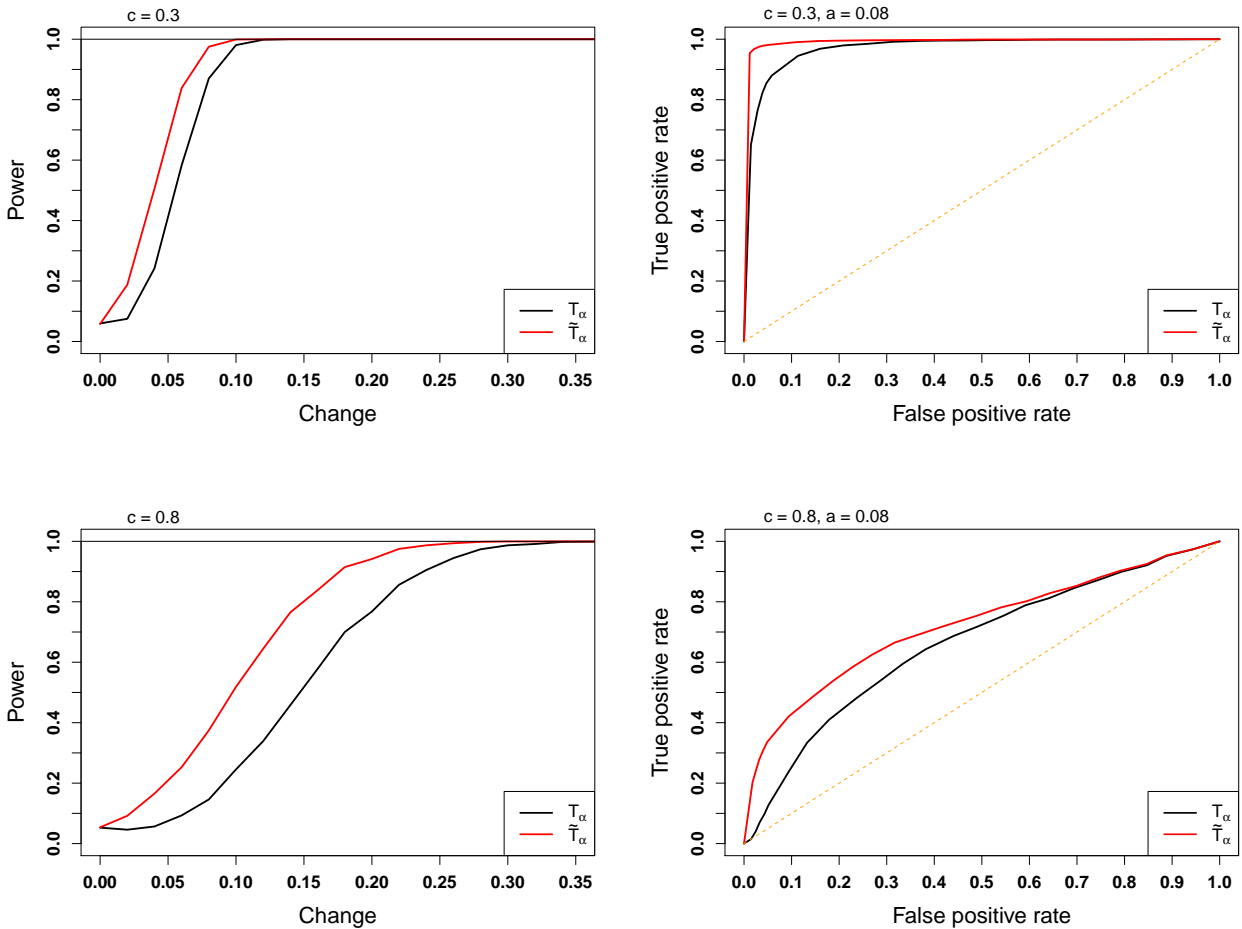 c = 0.3
Power
1.0
0.8
0.6
0.4
0.2
0.0
0.00 0.05 0.10 0.15 0.20 0.25 0.30 0.35
Change
Tα
T̃α
c = 0.3, a = 0.08
True positive rate
1.0
0.8
0.6
0.4
0.2
0.0
0.0 0.1 0.2 0.3 0.4 0.5 0.6 0.7 0.8 0.9 1.0
False positive rate
Tα
T̃α
c = 0.8
Power
1.0
0.8
0.6
0.4
0.2
0.0
0.00 0.05 0.10 0.15 0.20 0.25 0.30 0.35
Change
Tα
T̃α
c = 0.8, a = 0.08
True positive rate
1.0
0.8
0.6
0.4
0.2
0.0
0.0 0.1 0.2 0.3 0.4 0.5 0.6 0.7 0.8 0.9 1.0
False positive rate
Tα
T̃α